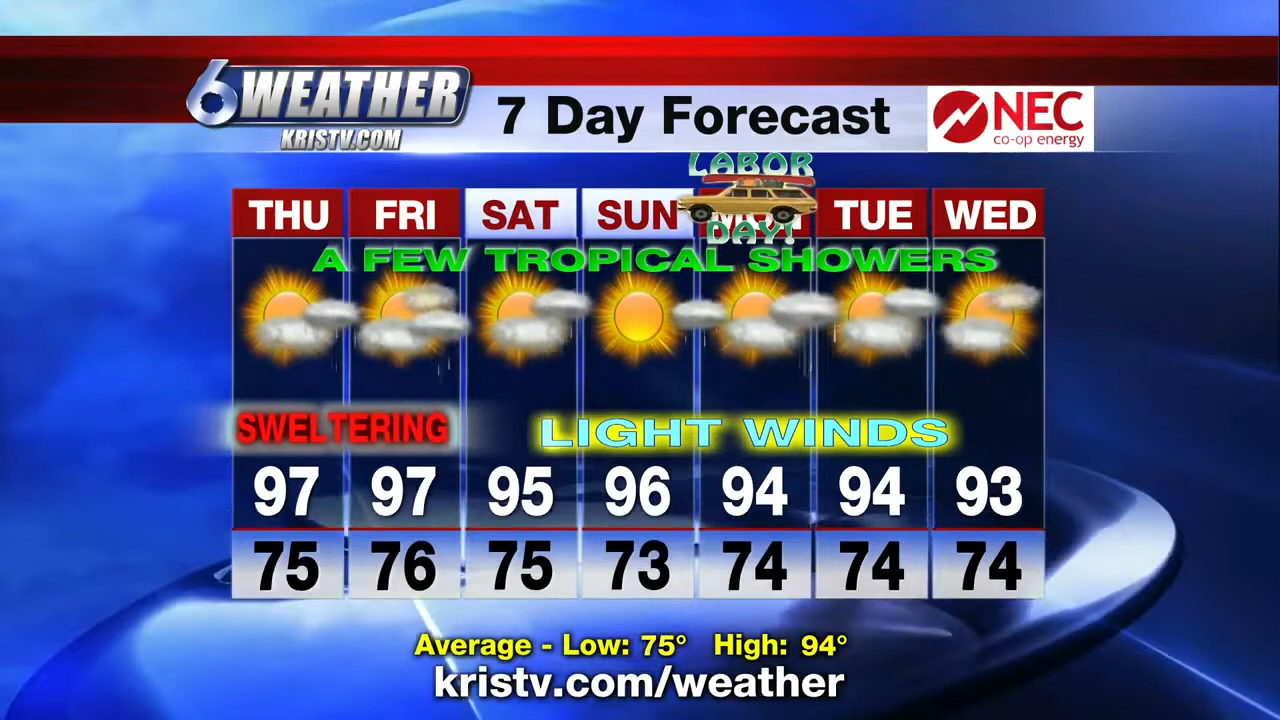 6 WEATHER
KRISTV.COM
7 Day Forecast
NEC
co-op energy
LABOR
DAY!
THU FRI SAT SUN TUE WED
A FEW TROPICAL SHOWERS
SWELTERING
LIGHT WINDS
97 97 95 96 94 94 93
75 76 75 73 74 74 74
Average - Low: 75° High: 94°
kristv.com/weather